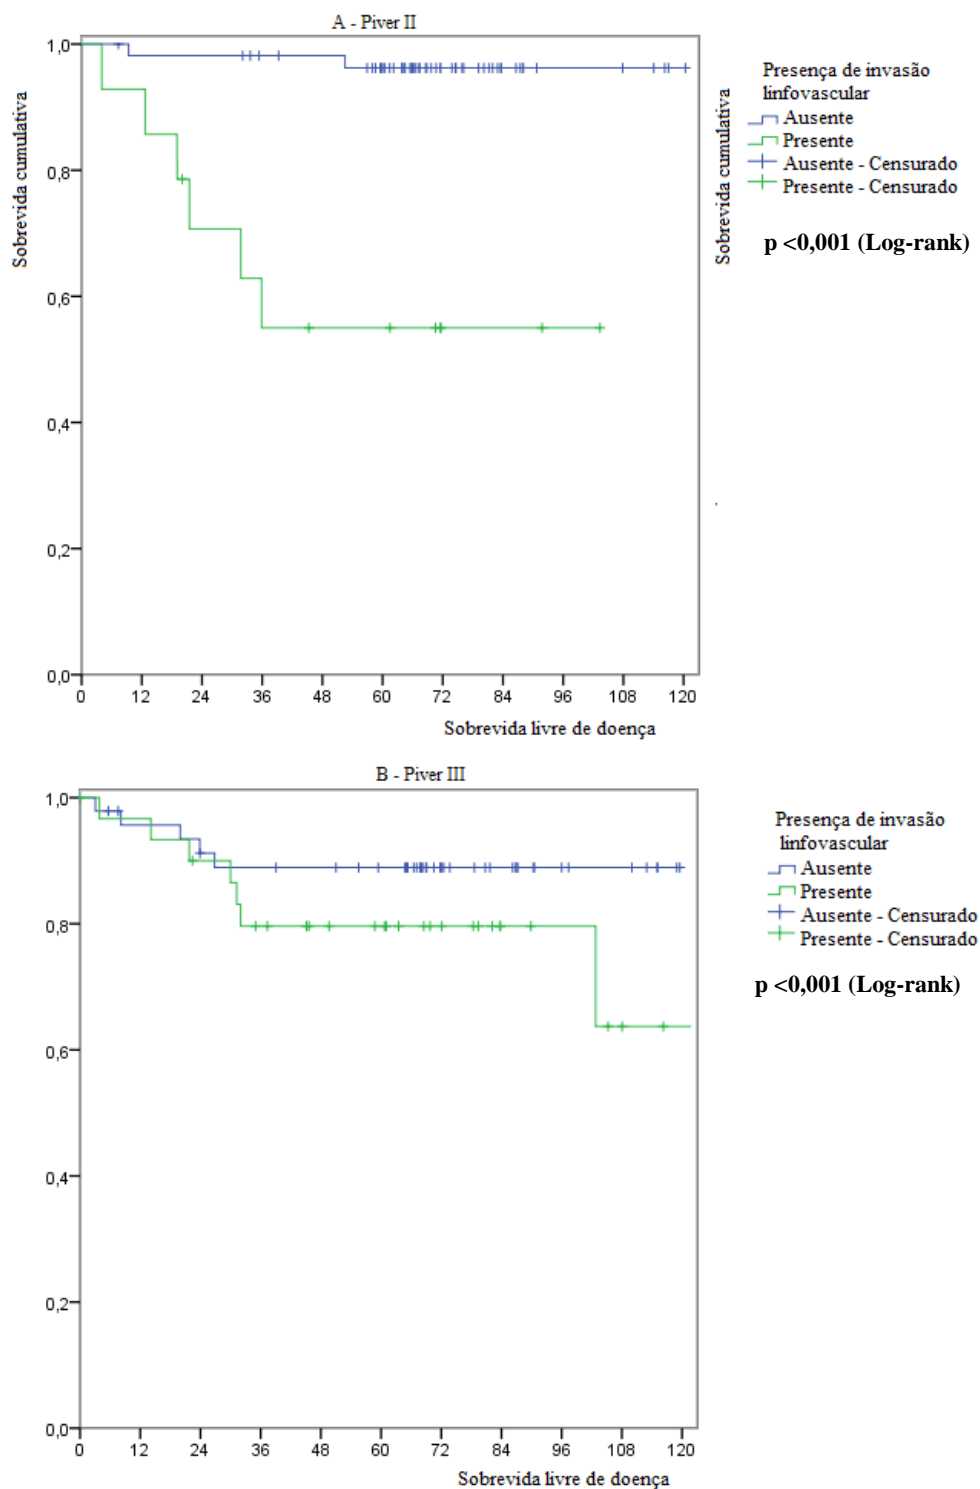 A - Piver II
Sobrevida cumulativa
1,0
0,8
0,6
0,4
0,2
0,0
0 12 24 36 48 60 72 84 96 108 120
Sobrevida livre de doença
Sobrevida cumulativa
Presença de invasão
linfovascular
Ausente
Presente
Ausente - Censurado
Presente - Censurado
p <0,001 (Log-rank)
B - Piver III
1,0
0,8
0,6
0,4
0,2
0,0
0 12 24 36 48 60 72 84 96 108 120
Sobrevida livre de doença
Presença de invasão
linfovascular
Ausente
Presente
Ausente - Censurado
Presente - Censurado
p <0,001 (Log-rank)